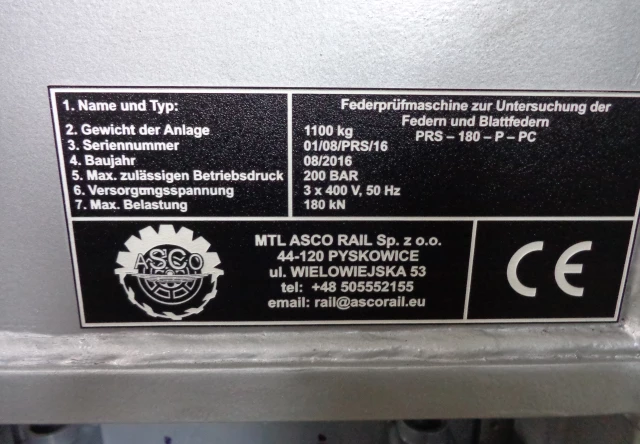 1. Name und Typ: Federprüfmaschine zur Untersuchung der
Federn und Blattfedern
PRS – 180 – P – PC
2. Gewicht der Anlage 1100 kg
3. Seriennummer 01/08/PRS/16
4. Baujahr 08/2016
5. Max. zulässigen Betriebsdruck 200 BAR
6. Versorgungsspannung 3 x 400 V, 50 Hz
7. Max. Belastung 180 kN
ASCO
MTL ASCO RAIL Sp. z o.o.
44-120 PYSKOWICE
ul. WIELOWIEJSKA 53
tel: +48 505552155
email: rail@ascorail.eu
CE